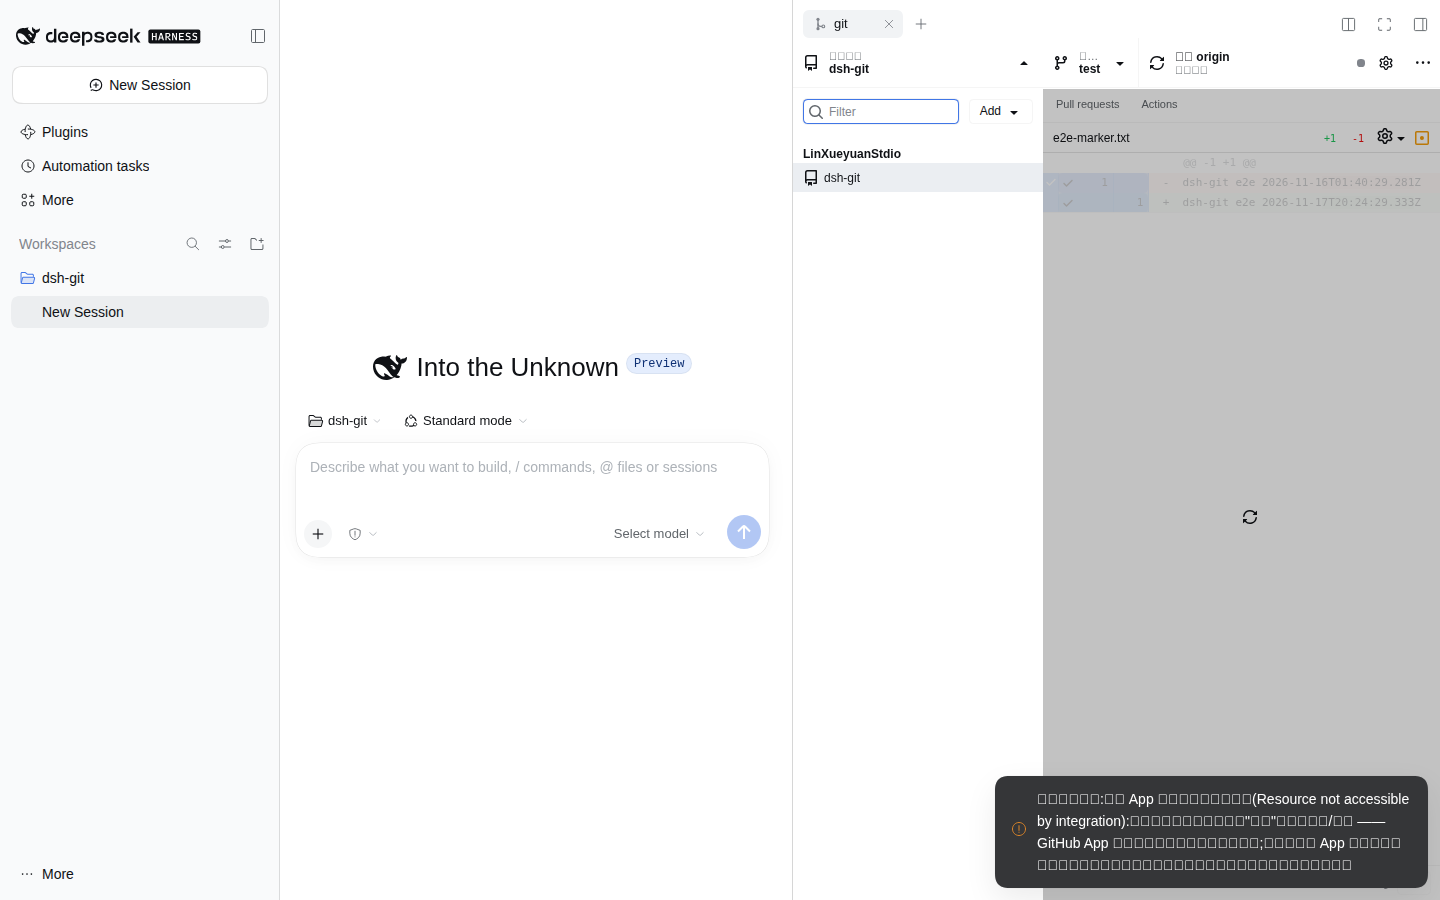 deepseek HARNESS
New Session
Plugins
Automation tasks
More
Workspaces
dsh-git
New Session
More
Into the Unknown Preview
dsh-git
Standard mode
Describe what you want to build, / commands, @ files or sessions
Select model
git
dsh-git
test
origin
Filter
Add
LinXueyuanStdio
dsh-git
Pull requests
Actions
e2e-marker.txt
+1 -1
@@ -1 +1 @@
1 - dsh-git e2e 2026-11-16T01:40:29.281Z
1 + dsh-git e2e 2026-11-17T20:24:29.333Z
App (Resource not accessible
by integration):
GitHub App App